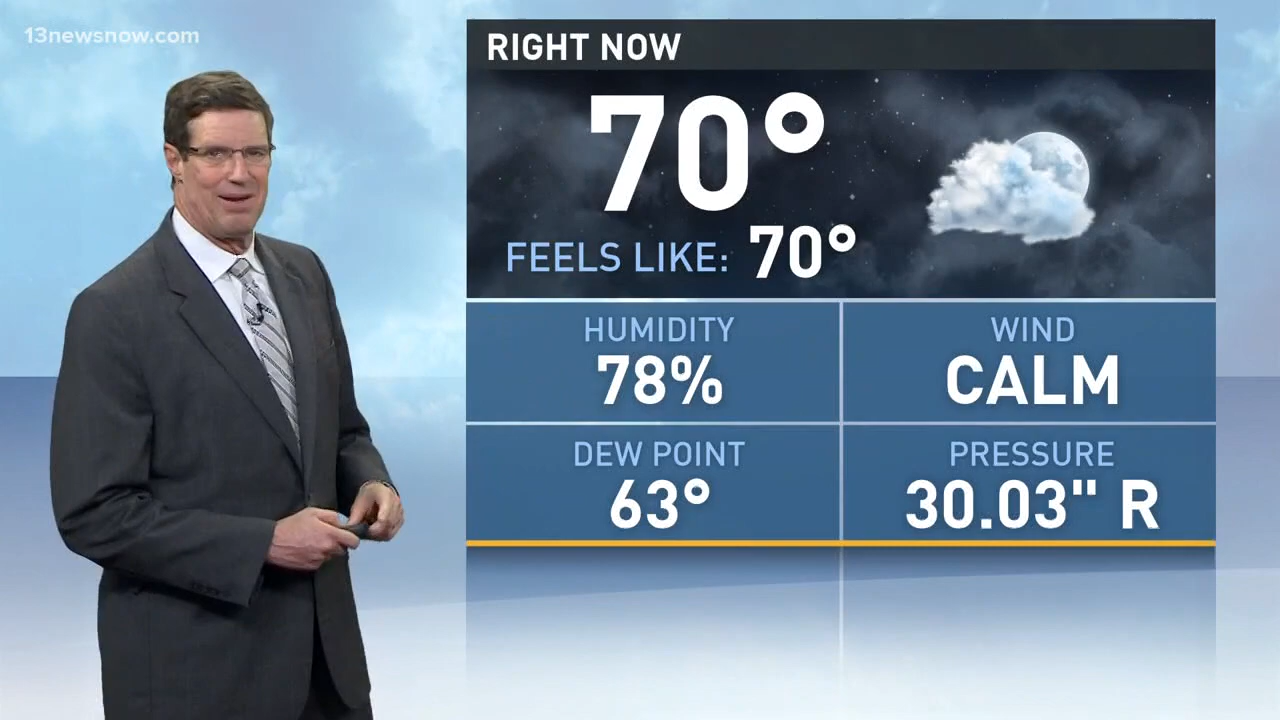 13newsnow.com
RIGHT NOW
70°
FEELS LIKE: 70°
HUMIDITY
78%
WIND
CALM
DEW POINT
63°
PRESSURE
30.03" R